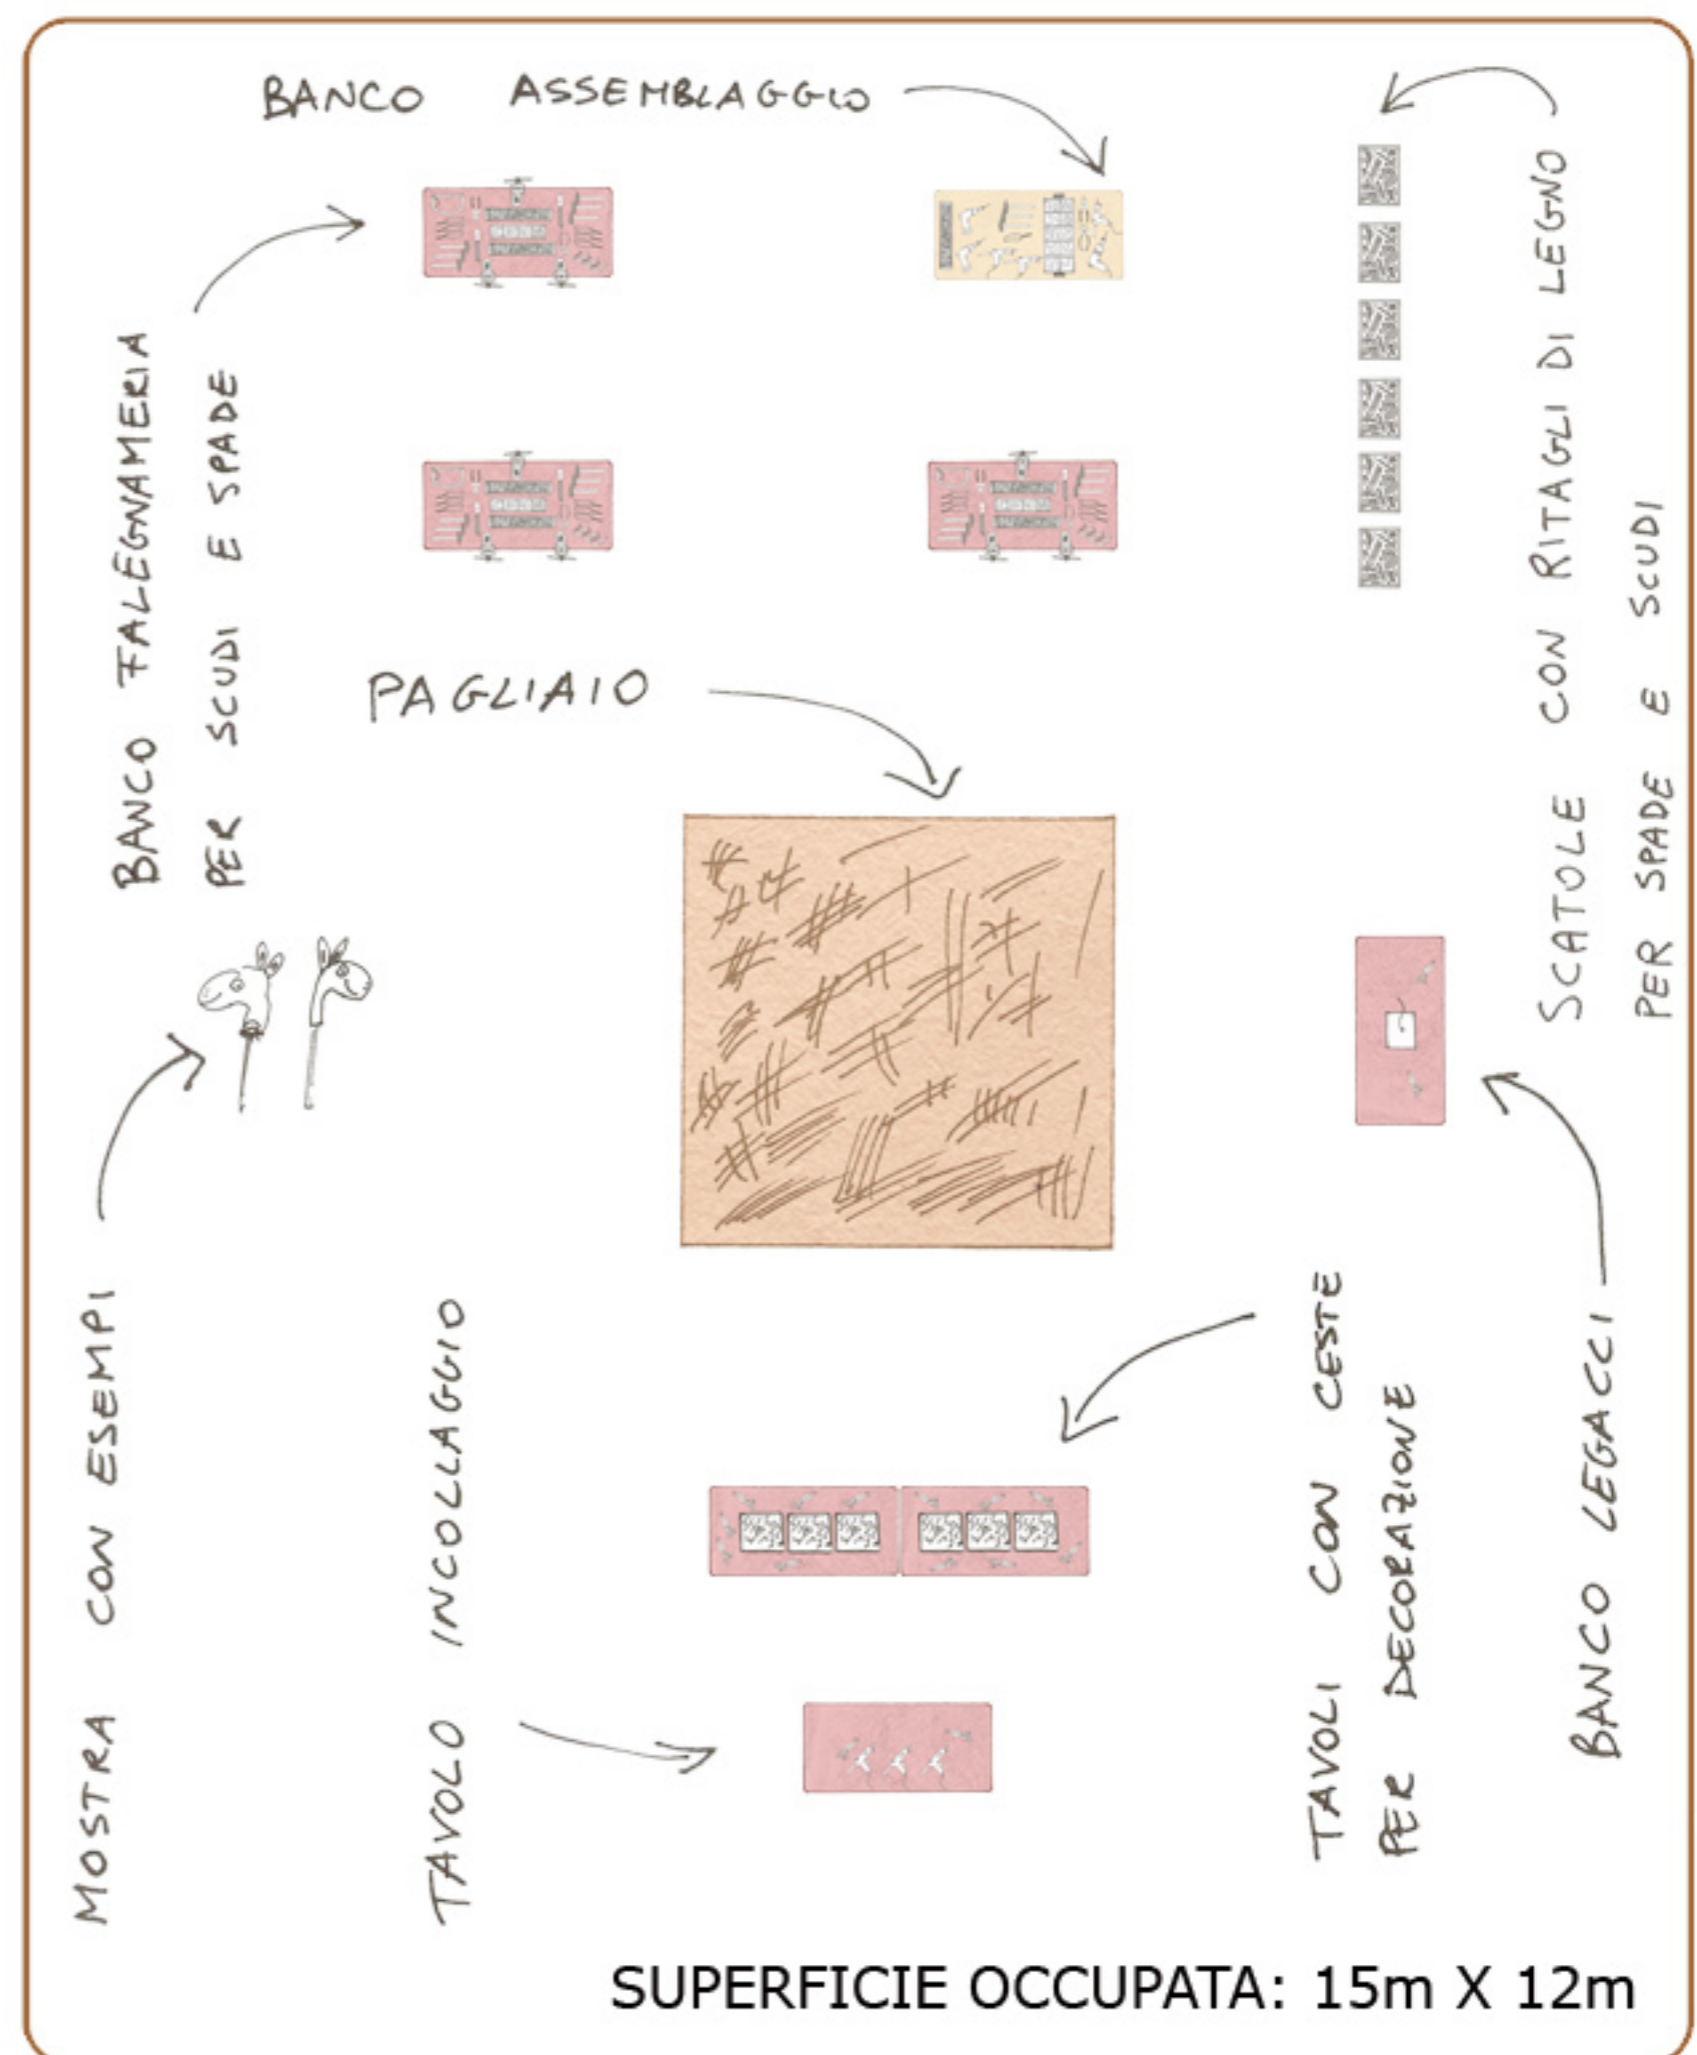 BANCO ASSEMBLAGGIO
BANCO FALEGNAMERIA
PER SCUDI E SPADE
SCATOLE CON RITAGLI DI LEGNO
PER SPADE E SCUDI
PAGLIAIO
MOSTRA CON ESEMPI
TAVOLO INCOLLAGGIO
TAVOLI CON CESTE
PER DECORAZIONE
BANCO LEGACCI
SUPERFICIE OCCUPATA: 15m X 12m